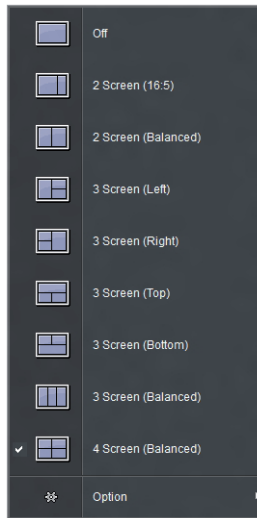 Off
2 Screen (16:5)
2 Screen (Balanced)
3 Screen (Left)
3 Screen (Right)
3 Screen (Top)
3 Screen (Bottom)
3 Screen (Balanced)
4 Screen (Balanced)
Option